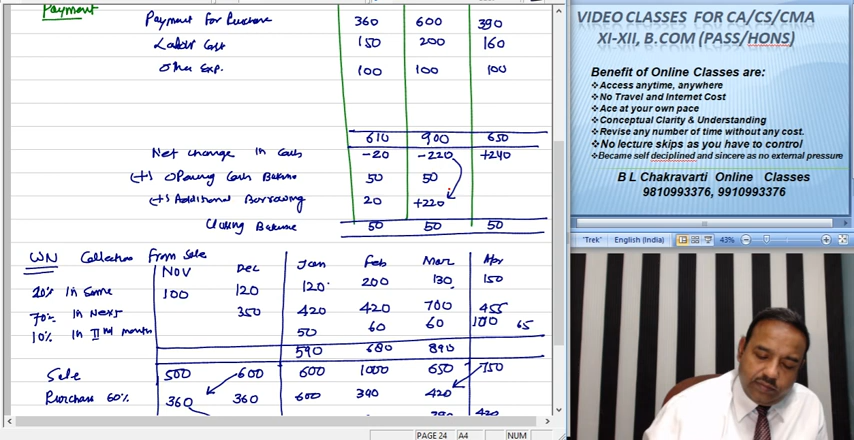 Payment
Payment for Purchase 360 600 390
Labour Cost 150 200 160
Other Exp. 100 100 100
610 900 650
Net change in Cash -20 -220 +240
(+) Opening Cash Balance 50 50
(+) Additional Borrowing 20 +220
Closing Balance 50 50 50
WN Collection From Sale
Nov Dec Jan Feb Mar Apr
20% In Same 100 120 120 200 130 150
70% in Next 350 420 420 700 455
10% in IInd month 50 60 60 100 65
590 680 890
Sale 500 600 600 1000 650 750
Purchase 60% 360 360 600 390 420
VIDEO CLASSES FOR CA/CS/CMA
XI-XII, B.COM (PASS/HONS)
Benefit of Online Classes are:
❖Access anytime, anywhere
❖No Travel and Internet Cost
❖Ace at your own pace
❖Conceptual Clarity & Understanding
❖Revise any number of time without any cost.
❖No lecture skips as you have to control
❖Became self deciplined and sincere as no external pressure
B L Chakravarti Online Classes
9810993376, 9910993376
"Trek" English (India) 43%
PAGE 24 A4 NUM